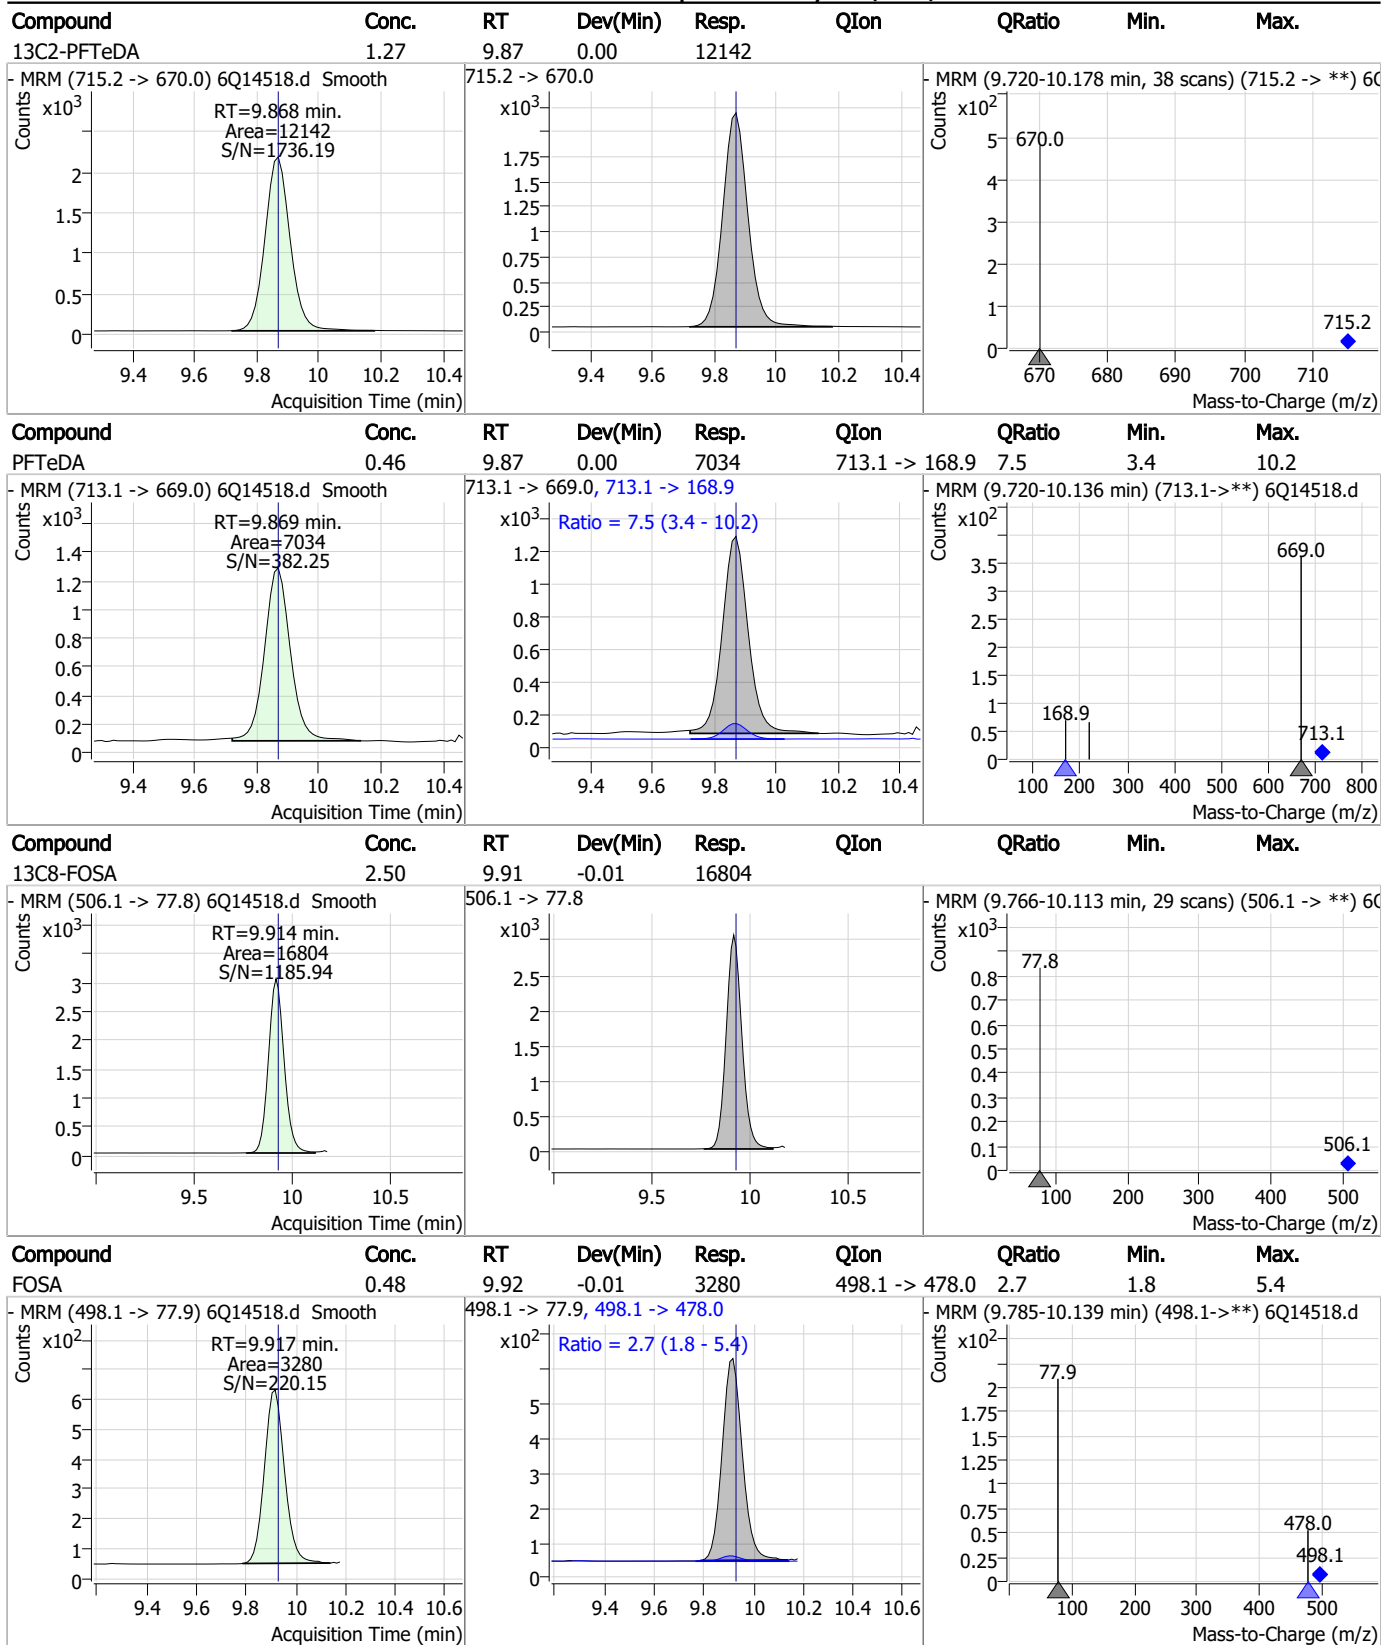 Compound Conc. RT Dev(Min) Resp. QIon QRatio Min. Max.
13C2-PFTeDA 1.27 9.87 0.00 12142
- MRM (715.2 -> 670.0) 6Q14518.d Smooth
Counts
x10³
RT=9.868 min.
Area=12142
S/N=1736.19
2
1.5
1
0.5
0
9.4 9.6 9.8 10 10.2 10.4
Acquisition Time (min)
715.2 -> 670.0
x10³
1.75
1.5
1.25
1
0.75
0.5
0.25
0
9.4 9.6 9.8 10 10.2 10.4
- MRM (9.720-10.178 min, 38 scans) (715.2 -> **) 6Q
Counts
x10²
5
4
3
2
1
0
670.0
715.2
670 680 690 700 710
Mass-to-Charge (m/z)
Compound Conc. RT Dev(Min) Resp. QIon QRatio Min. Max.
PFTeDA 0.46 9.87 0.00 7034 713.1 -> 168.9 7.5 3.4 10.2
- MRM (713.1 -> 669.0) 6Q14518.d Smooth
Counts
x10³
RT=9.869 min.
Area=7034
S/N=382.25
1.4
1.2
1
0.8
0.6
0.4
0.2
0
9.4 9.6 9.8 10 10.2 10.4
Acquisition Time (min)
713.1 -> 669.0, 713.1 -> 168.9
x10³
Ratio = 7.5 (3.4 - 10.2)
1.2
1
0.8
0.6
0.4
0.2
0
9.4 9.6 9.8 10 10.2 10.4
- MRM (9.720-10.136 min) (713.1->**) 6Q14518.d
Counts
x10²
3.5
3
2.5
2
1.5
1
0.5
0
669.0
168.9
713.1
100 200 300 400 500 600 700 800
Mass-to-Charge (m/z)
Compound Conc. RT Dev(Min) Resp. QIon QRatio Min. Max.
13C8-FOSA 2.50 9.91 -0.01 16804
- MRM (506.1 -> 77.8) 6Q14518.d Smooth
Counts
x10³
RT=9.914 min.
Area=16804
S/N=1185.94
3
2.5
2
1.5
1
0.5
0
9.5 10 10.5
Acquisition Time (min)
506.1 -> 77.8
x10³
2.5
2
1.5
1
0.5
0
9.5 10 10.5
- MRM (9.766-10.113 min, 29 scans) (506.1 -> **) 6Q
Counts
x10³
0.8
0.7
0.6
0.5
0.4
0.3
0.2
0.1
0
77.8
506.1
100 200 300 400 500
Mass-to-Charge (m/z)
Compound Conc. RT Dev(Min) Resp. QIon QRatio Min. Max.
FOSA 0.48 9.92 -0.01 3280 498.1 -> 478.0 2.7 1.8 5.4
- MRM (498.1 -> 77.9) 6Q14518.d Smooth
Counts
x10²
RT=9.917 min.
Area=3280
S/N=220.15
6
5
4
3
2
1
0
9.4 9.6 9.8 10 10.2 10.4 10.6
Acquisition Time (min)
498.1 -> 77.9, 498.1 -> 478.0
x10²
Ratio = 2.7 (1.8 - 5.4)
5
4
3
2
1
0
9.4 9.6 9.8 10 10.2 10.4 10.6
- MRM (9.785-10.139 min) (498.1->**) 6Q14518.d
Counts
x10²
2
1.75
1.5
1.25
1
0.75
0.5
0.25
0
77.9
478.0
498.1
100 200 300 400 500
Mass-to-Charge (m/z)